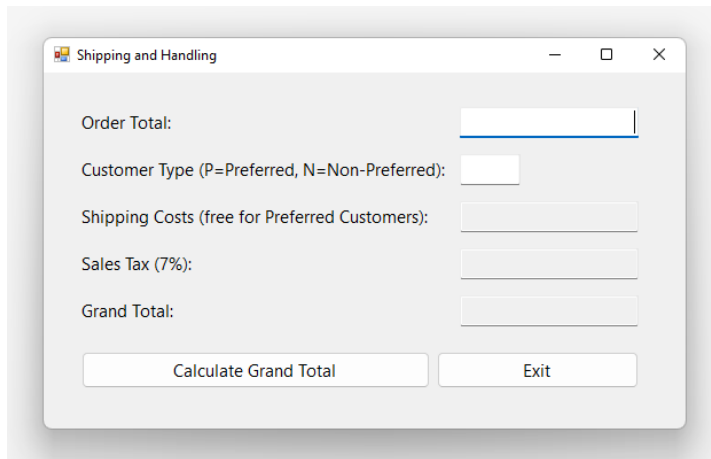 Shipping and Handling
Order Total:
Customer Type (P=Preferred, N=Non-Preferred):
Shipping Costs (free for Preferred Customers):
Sales Tax (7%):
Grand Total:
Calculate Grand Total Exit